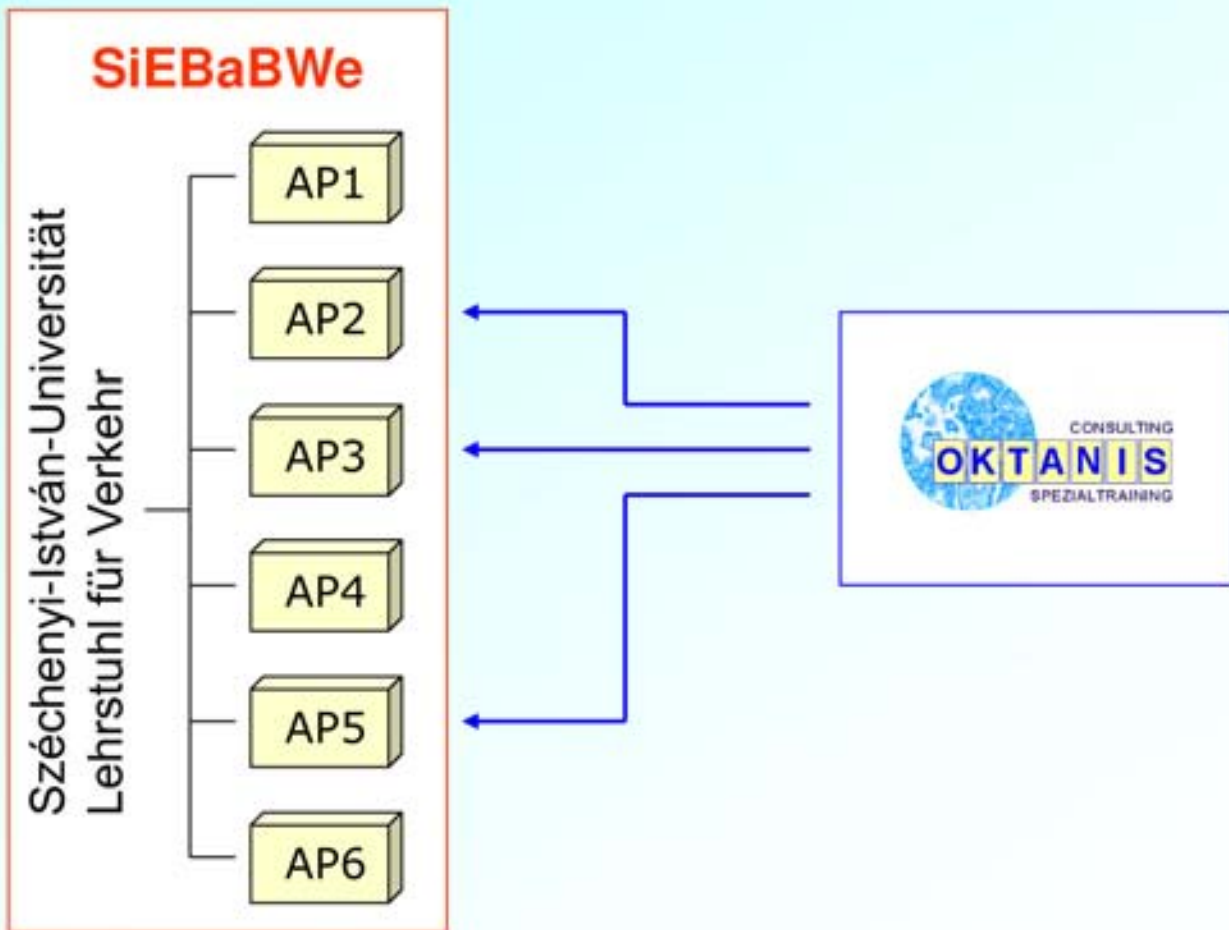 SiEBaBWe
Széchenyi-István-Universität
Lehrstuhl für Verkehr
AP1
AP2
AP3
AP4
AP5
AP6
CONSULTING
OKTANIS
SPEZIALTRAINING